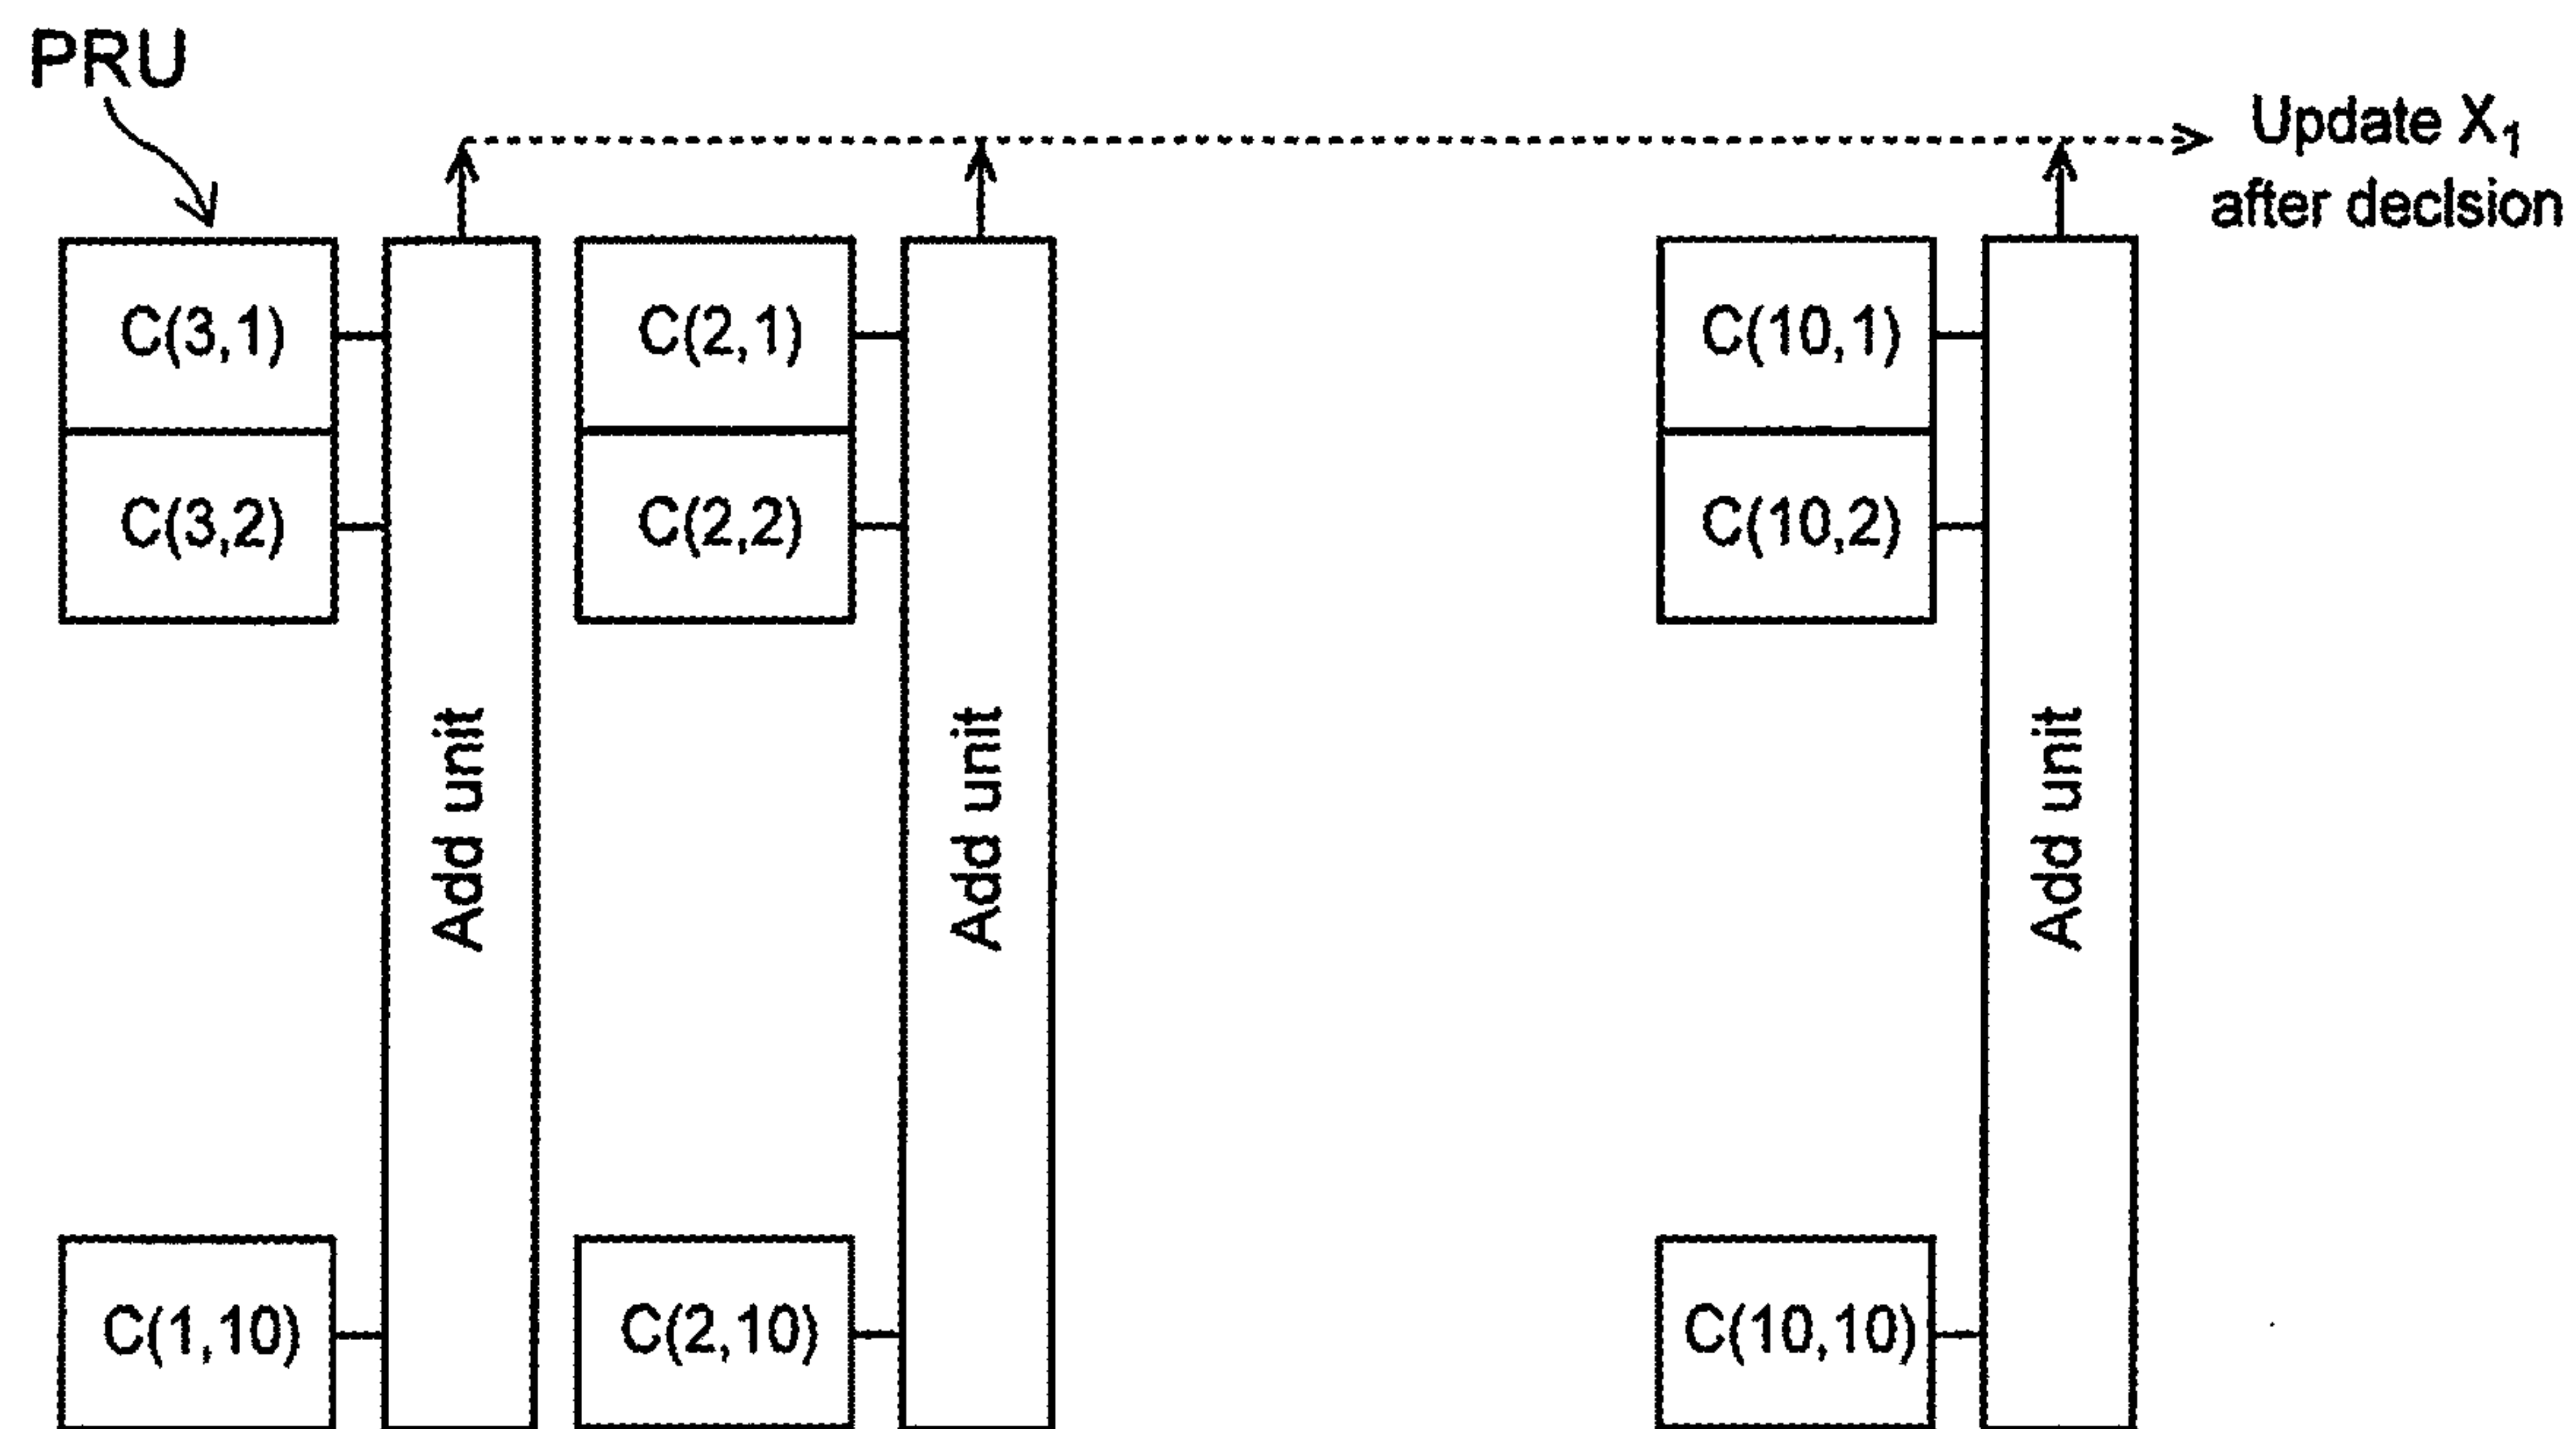 PRU
Update X₁
after decision
C(3,1)
C(2,1)
C(10,1)
C(3,2)
C(2,2)
C(10,2)
Add unit
Add unit
Add unit
C(1,10)
C(2,10)
C(10,10)